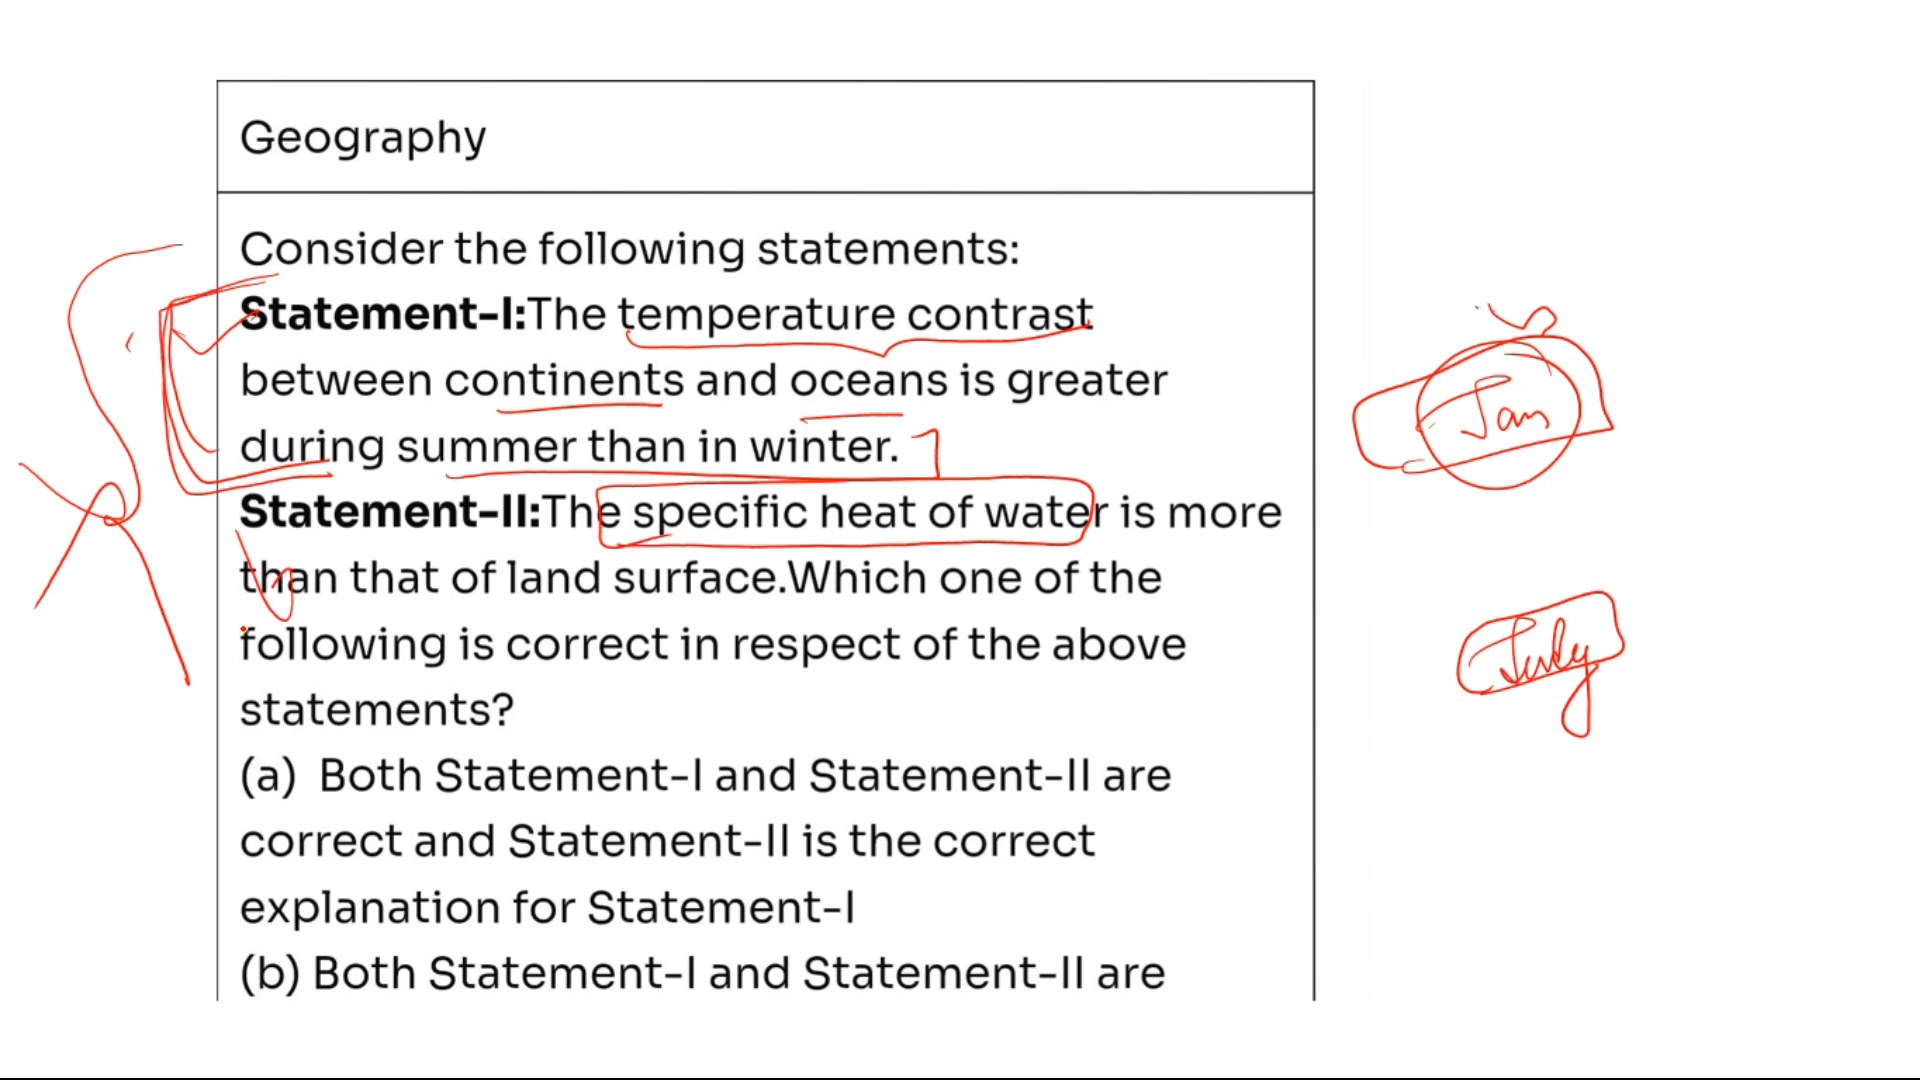 Geography
Consider the following statements:
Statement-I:The temperature contrast
between continents and oceans is greater
during summer than in winter.
Statement-II:The specific heat of water is more
than that of land surface.Which one of the
following is correct in respect of the above
statements?
(a) Both Statement-I and Statement-II are
correct and Statement-II is the correct
explanation for Statement-I
(b) Both Statement-I and Statement-II are
Jan
July